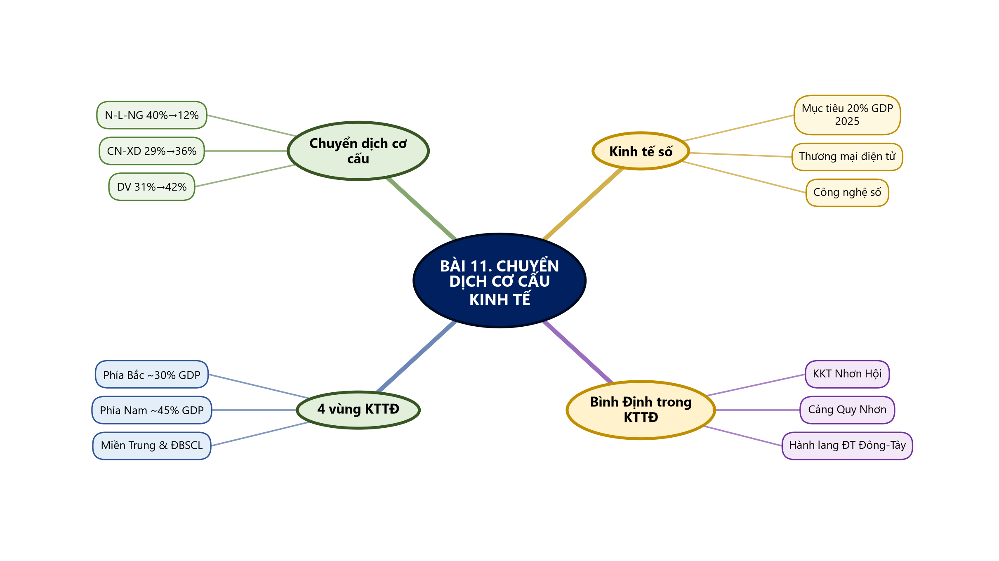 BÀI 11. CHUYỂN
DỊCH CƠ CẤU
KINH TẾ
Chuyển dịch cơ
cấu
N-L-NG 40%→12%
CN-XD 29%→36%
DV 31%→42%
Kinh tế số
Mục tiêu 20% GDP
2025
Thương mại điện tử
Công nghệ số
4 vùng KTTĐ
Phía Bắc ~30% GDP
Phía Nam ~45% GDP
Miền Trung & ĐBSCL
Bình Định trong
KTTĐ
KKT Nhơn Hội
Cảng Quy Nhơn
Hành lang ĐT Đông-Tây